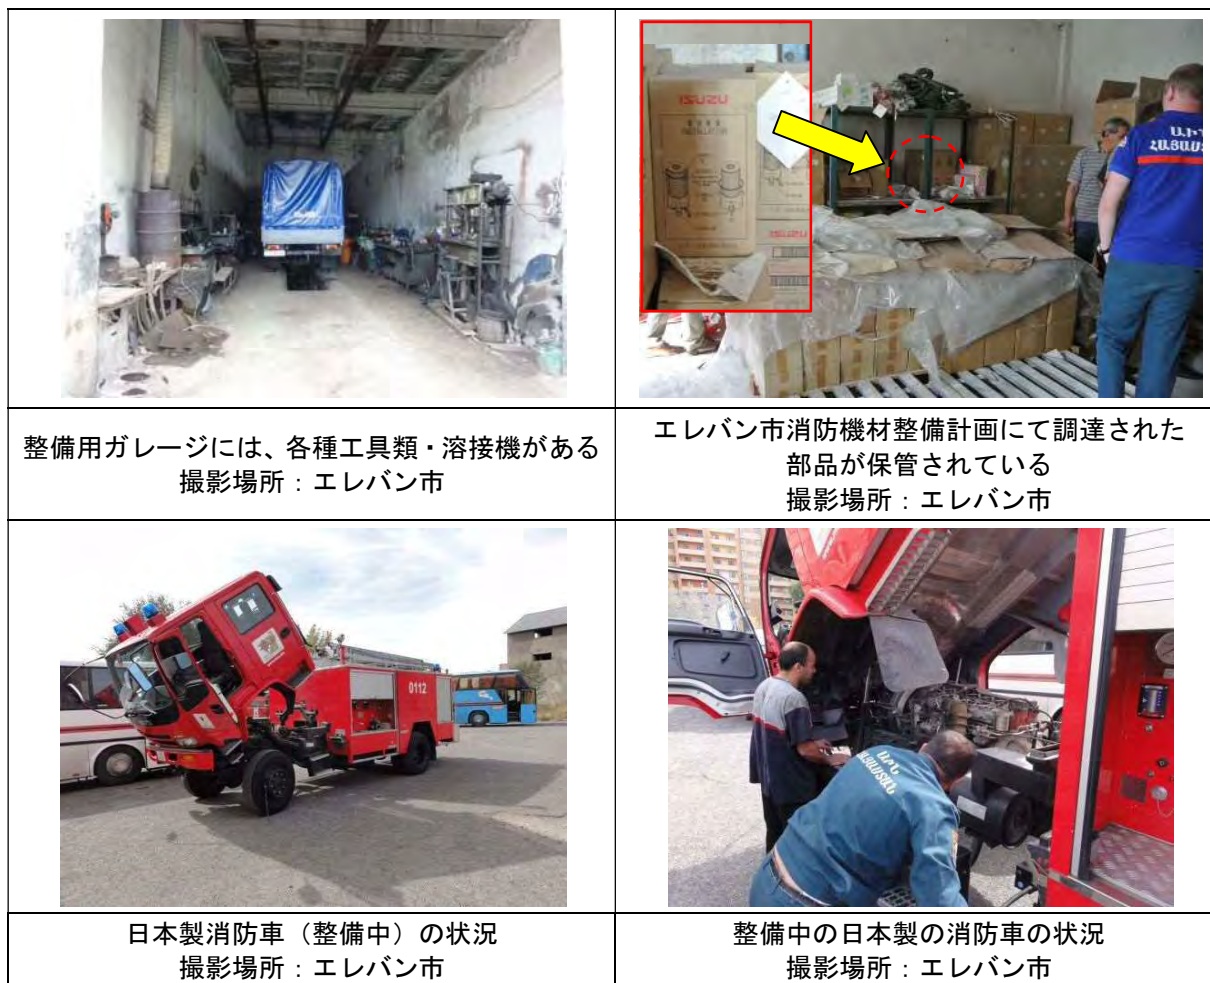 ISUZU
ISUZU
ԱԻՆ
整備用ガレージには、各種工具類・溶接機がある
撮影場所：エレバン市
エレバン市消防機材整備計画にて調達された
部品が保管されている
撮影場所：エレバン市
0112
ԱԻՆ
ՀԱՅԱՍՏԱՆ
日本製消防車（整備中）の状況
撮影場所：エレバン市
整備中の日本製の消防車の状況
撮影場所：エレバン市